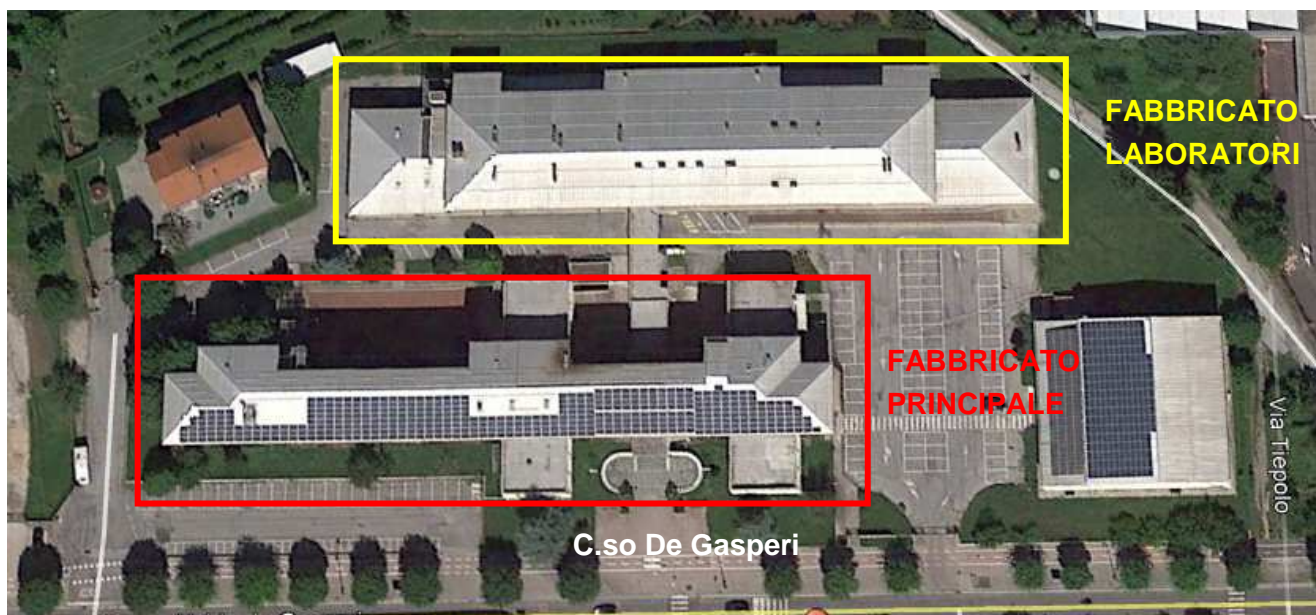 FABBRICATO
LABORATORI
FABBRICATO
PRINCIPALE
Via Tiepolo
C.so De Gasperi